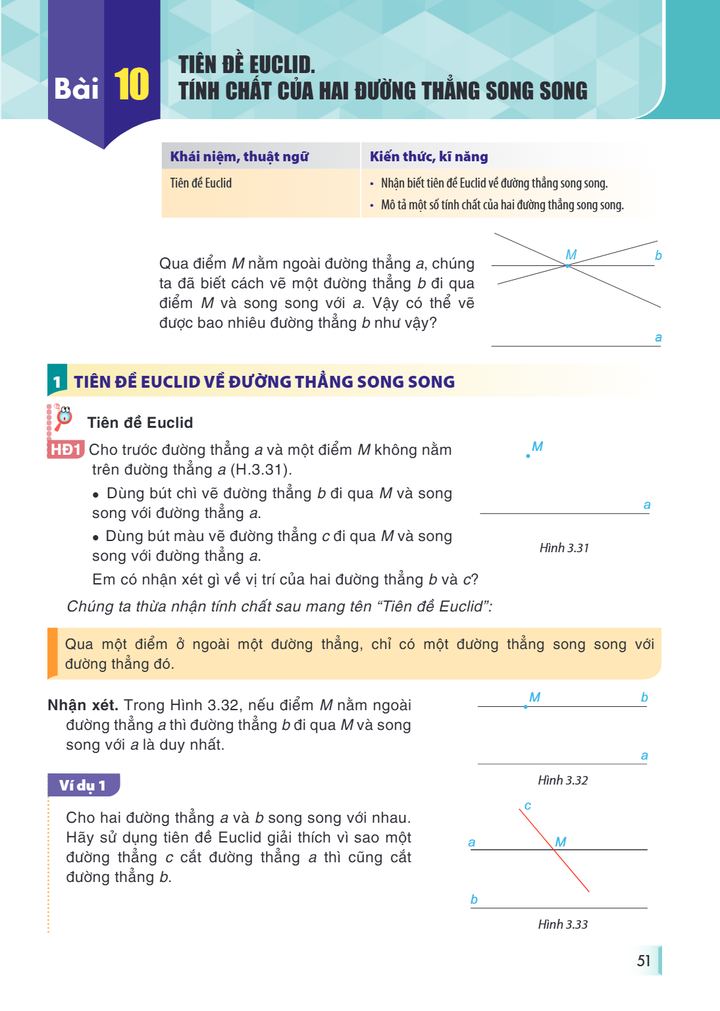 Bài 10
TIÊN ĐỀ EUCLID.
TÍNH CHẤT CỦA HAI ĐƯỜNG THẲNG SONG SONG
Khái niệm, thuật ngữ
Kiến thức, kĩ năng
Tiên đề Euclid
• Nhận biết tiên đề Euclid về đường thẳng song song.
• Mô tả một số tính chất của hai đường thẳng song song.
Qua điểm M nằm ngoài đường thẳng a, chúng
ta đã biết cách vẽ một đường thẳng b đi qua
điểm M và song song với a. Vậy có thể vẽ
được bao nhiêu đường thẳng b như vậy?
M
b
a
1 TIÊN ĐỀ EUCLID VỀ ĐƯỜNG THẲNG SONG SONG
Tiên đề Euclid
HĐ1 Cho trước đường thẳng a và một điểm M không nằm
trên đường thẳng a (H.3.31).
• Dùng bút chì vẽ đường thẳng b đi qua M và song
song với đường thẳng a.
• Dùng bút màu vẽ đường thẳng c đi qua M và song
song với đường thẳng a.
Em có nhận xét gì về vị trí của hai đường thẳng b và c?
M
a
Hình 3.31
Chúng ta thừa nhận tính chất sau mang tên “Tiên đề Euclid”:
Qua một điểm ở ngoài một đường thẳng, chỉ có một đường thẳng song song với
đường thẳng đó.
Nhận xét. Trong Hình 3.32, nếu điểm M nằm ngoài
đường thẳng a thì đường thẳng b đi qua M và song
song với a là duy nhất.
M
b
a
Hình 3.32
Ví dụ 1
Cho hai đường thẳng a và b song song với nhau.
Hãy sử dụng tiên đề Euclid giải thích vì sao một
đường thẳng c cắt đường thẳng a thì cũng cắt
đường thẳng b.
c
a
M
b
Hình 3.33
51